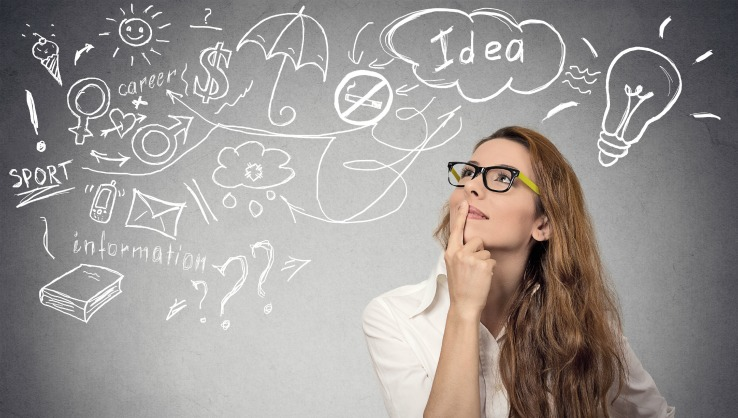 ?
Idea
$
career
SPORT
information
???